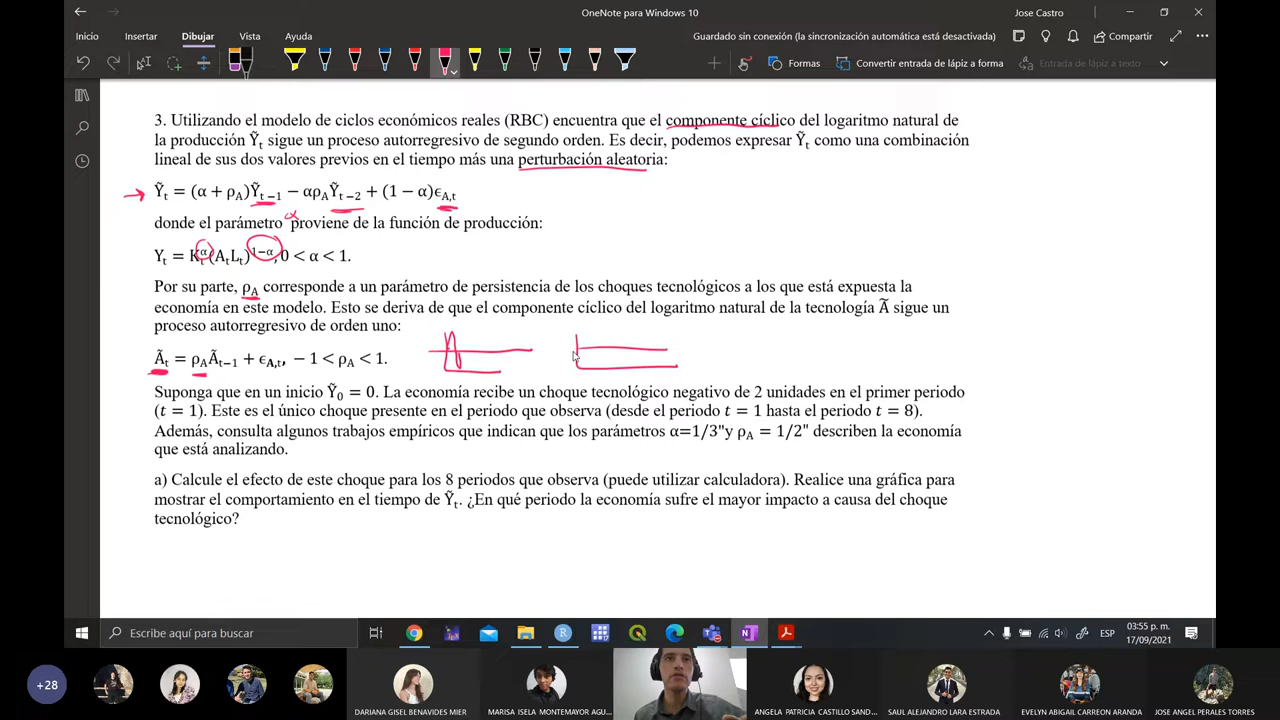 OneNote para Windows 10
Jose Castro
Inicio Insertar Dibujar Vista Ayuda
Guardado sin conexión (la sincronización automática está desactivada)
Compartir
Formas
Convertir entrada de lápiz a forma
Entrada de lápiz a texto
3. Utilizando el modelo de ciclos económicos reales (RBC) encuentra que el componente cíclico del logaritmo natural de
la producción Ỹt sigue un proceso autorregresivo de segundo orden. Es decir, podemos expresar Ỹt como una combinación
lineal de sus dos valores previos en el tiempo más una perturbación aleatoria:
Ỹt = (α + ρA)Ỹt−1 − αρAỸt−2 + (1 − α)ϵA,t
α
donde el parámetro proviene de la función de producción:
Yt = Kt^α(AtLt)^1−α, 0 < α < 1.
Por su parte, ρA corresponde a un parámetro de persistencia de los choques tecnológicos a los que está expuesta la
economía en este modelo. Esto se deriva de que el componente cíclico del logaritmo natural de la tecnología Ã sigue un
proceso autorregresivo de orden uno:
Ãt = ρAÃt−1 + ϵA,t, − 1 < ρA < 1.
Suponga que en un inicio Ỹ0 = 0. La economía recibe un choque tecnológico negativo de 2 unidades en el primer periodo
(t = 1). Este es el único choque presente en el periodo que observa (desde el periodo t = 1 hasta el periodo t = 8).
Además, consulta algunos trabajos empíricos que indican que los parámetros α=1/3"y ρA = 1/2" describen la economía
que está analizando.
a) Calcule el efecto de este choque para los 8 periodos que observa (puede utilizar calculadora). Realice una gráfica para
mostrar el comportamiento en el tiempo de Ỹt. ¿En qué periodo la economía sufre el mayor impacto a causa del choque
tecnológico?
Escribe aquí para buscar
ESP
03:55 p. m.
17/09/2021
+28
DARIANA GISEL BENAVIDES MIER
MARISA ISELA MONTEMAYOR AGU...
ANGELA PATRICIA CASTILLO SAND...
SAUL ALEJANDRO LARA ESTRADA
EVELYN ABIGAIL CARREON ARANDA
JOSE ANGEL PERALES TORRES